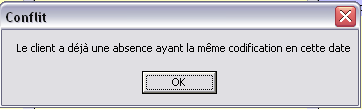 Conflit
Le client a déjà une absence ayant la même codification en cette date
OK